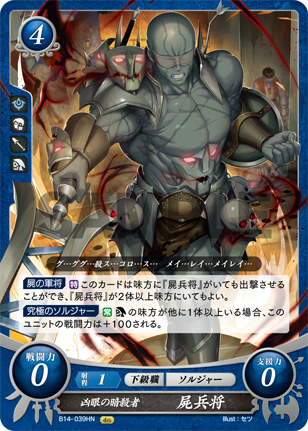 4
グ…ググ…殺ス…コロ…ス… メイ…レイ…メイレイ…
屍の軍将 特 このカードは味方に『屍兵将』がいても出撃させる
ことができ、『屍兵将』が2体以上味方にいてもよい。
究極のソルジャー 常 の味方が他に1体以上いる場合、この
ユニットの戦闘力は+100される。
戦闘力
0
射程 1 下級職 ソルジャー
支援力
0
凶眼の暗殺者 屍兵将
B14-039HN
Illust:セツ